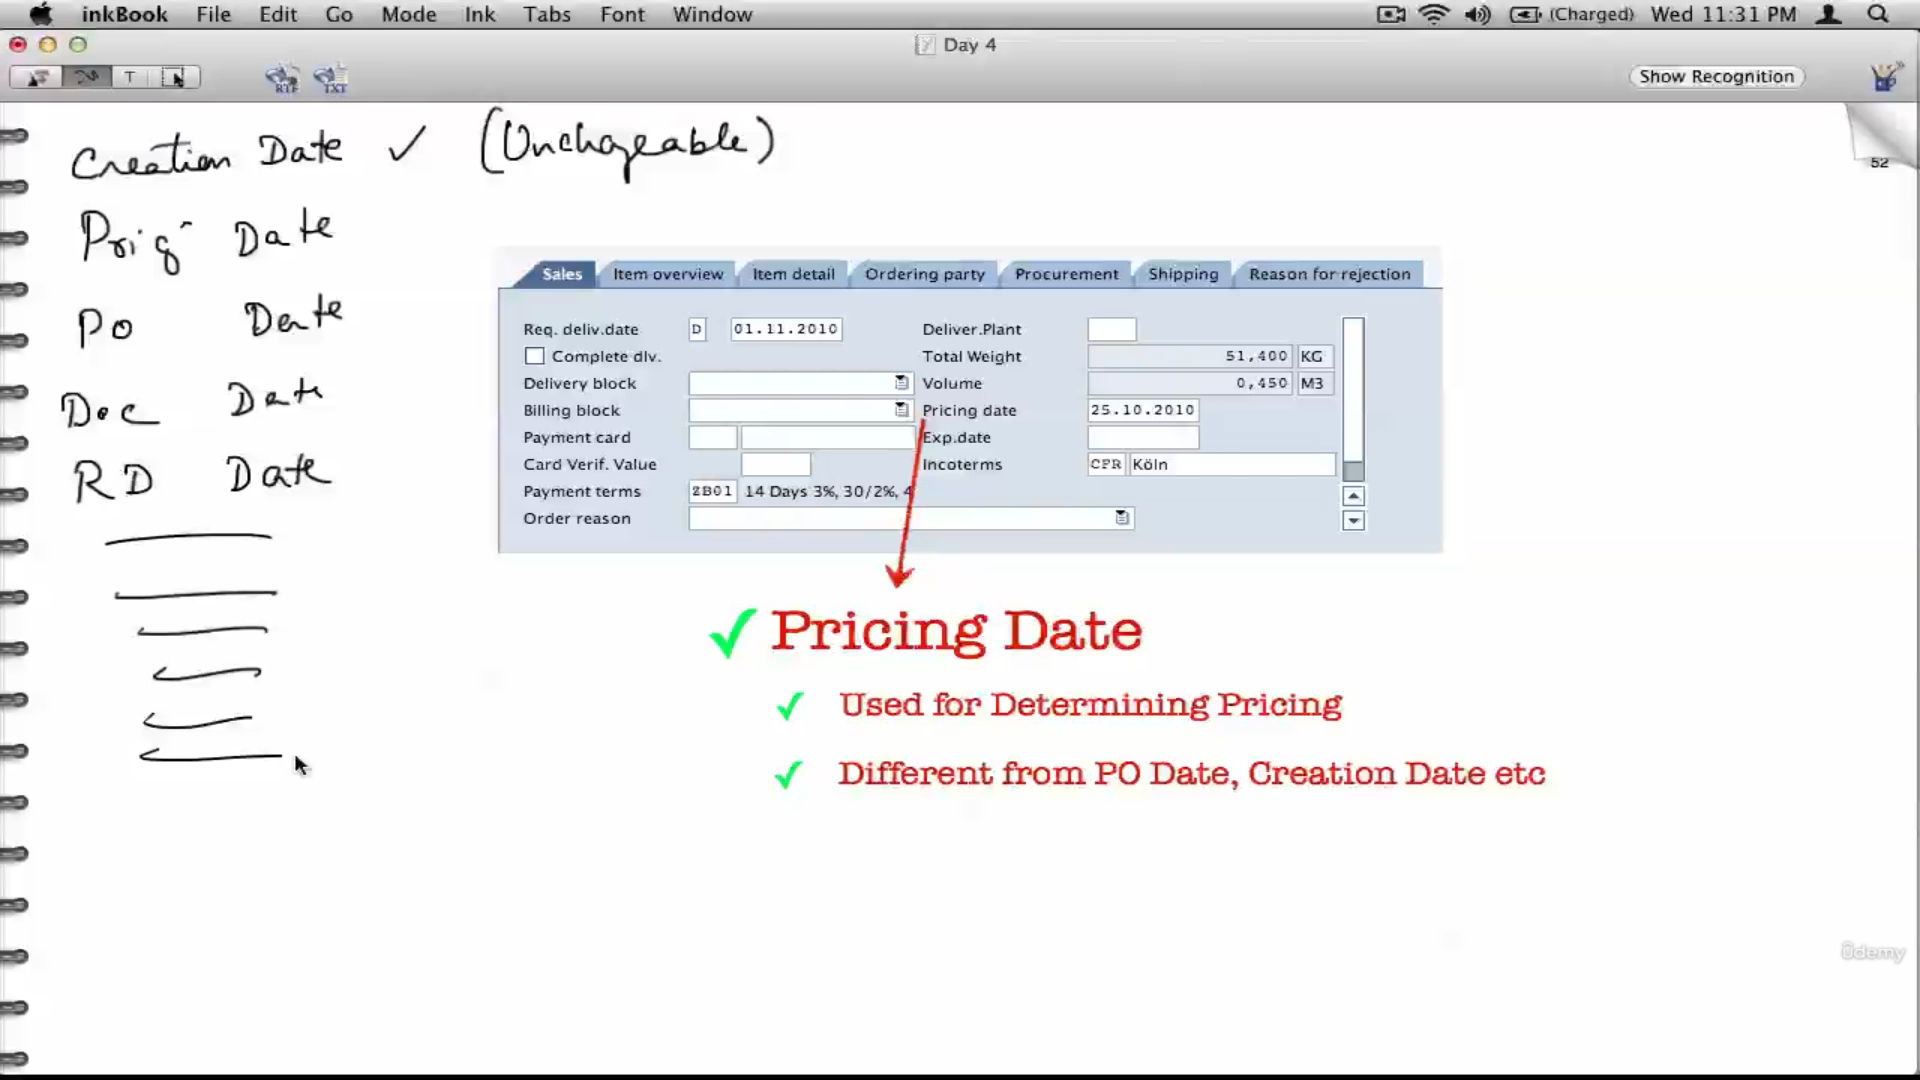 inkBook File Edit Go Mode Ink Tabs Font Window (Charged) Wed 11:31 PM
Day 4
T RTF TXT Show Recognition
52
Creation Date ✓ (Unchageable)
Date
PO Date
Doc Date
RD Date
Sales Item overview Item detail Ordering party Procurement Shipping Reason for rejection
Req. deliv.date D 01.11.2010 Deliver.Plant
Complete dlv. Total Weight 51,400 KG
Delivery block Volume 0,450 M3
Billing block Pricing date 25.10.2010
Payment card Exp.date
Card Verif. Value Incoterms CFR Köln
Payment terms ZB01 14 Days 3%, 30/2%, 4
Order reason
✓ Pricing Date
✓ Used for Determining Pricing
✓ Different from PO Date, Creation Date etc
ûdemy